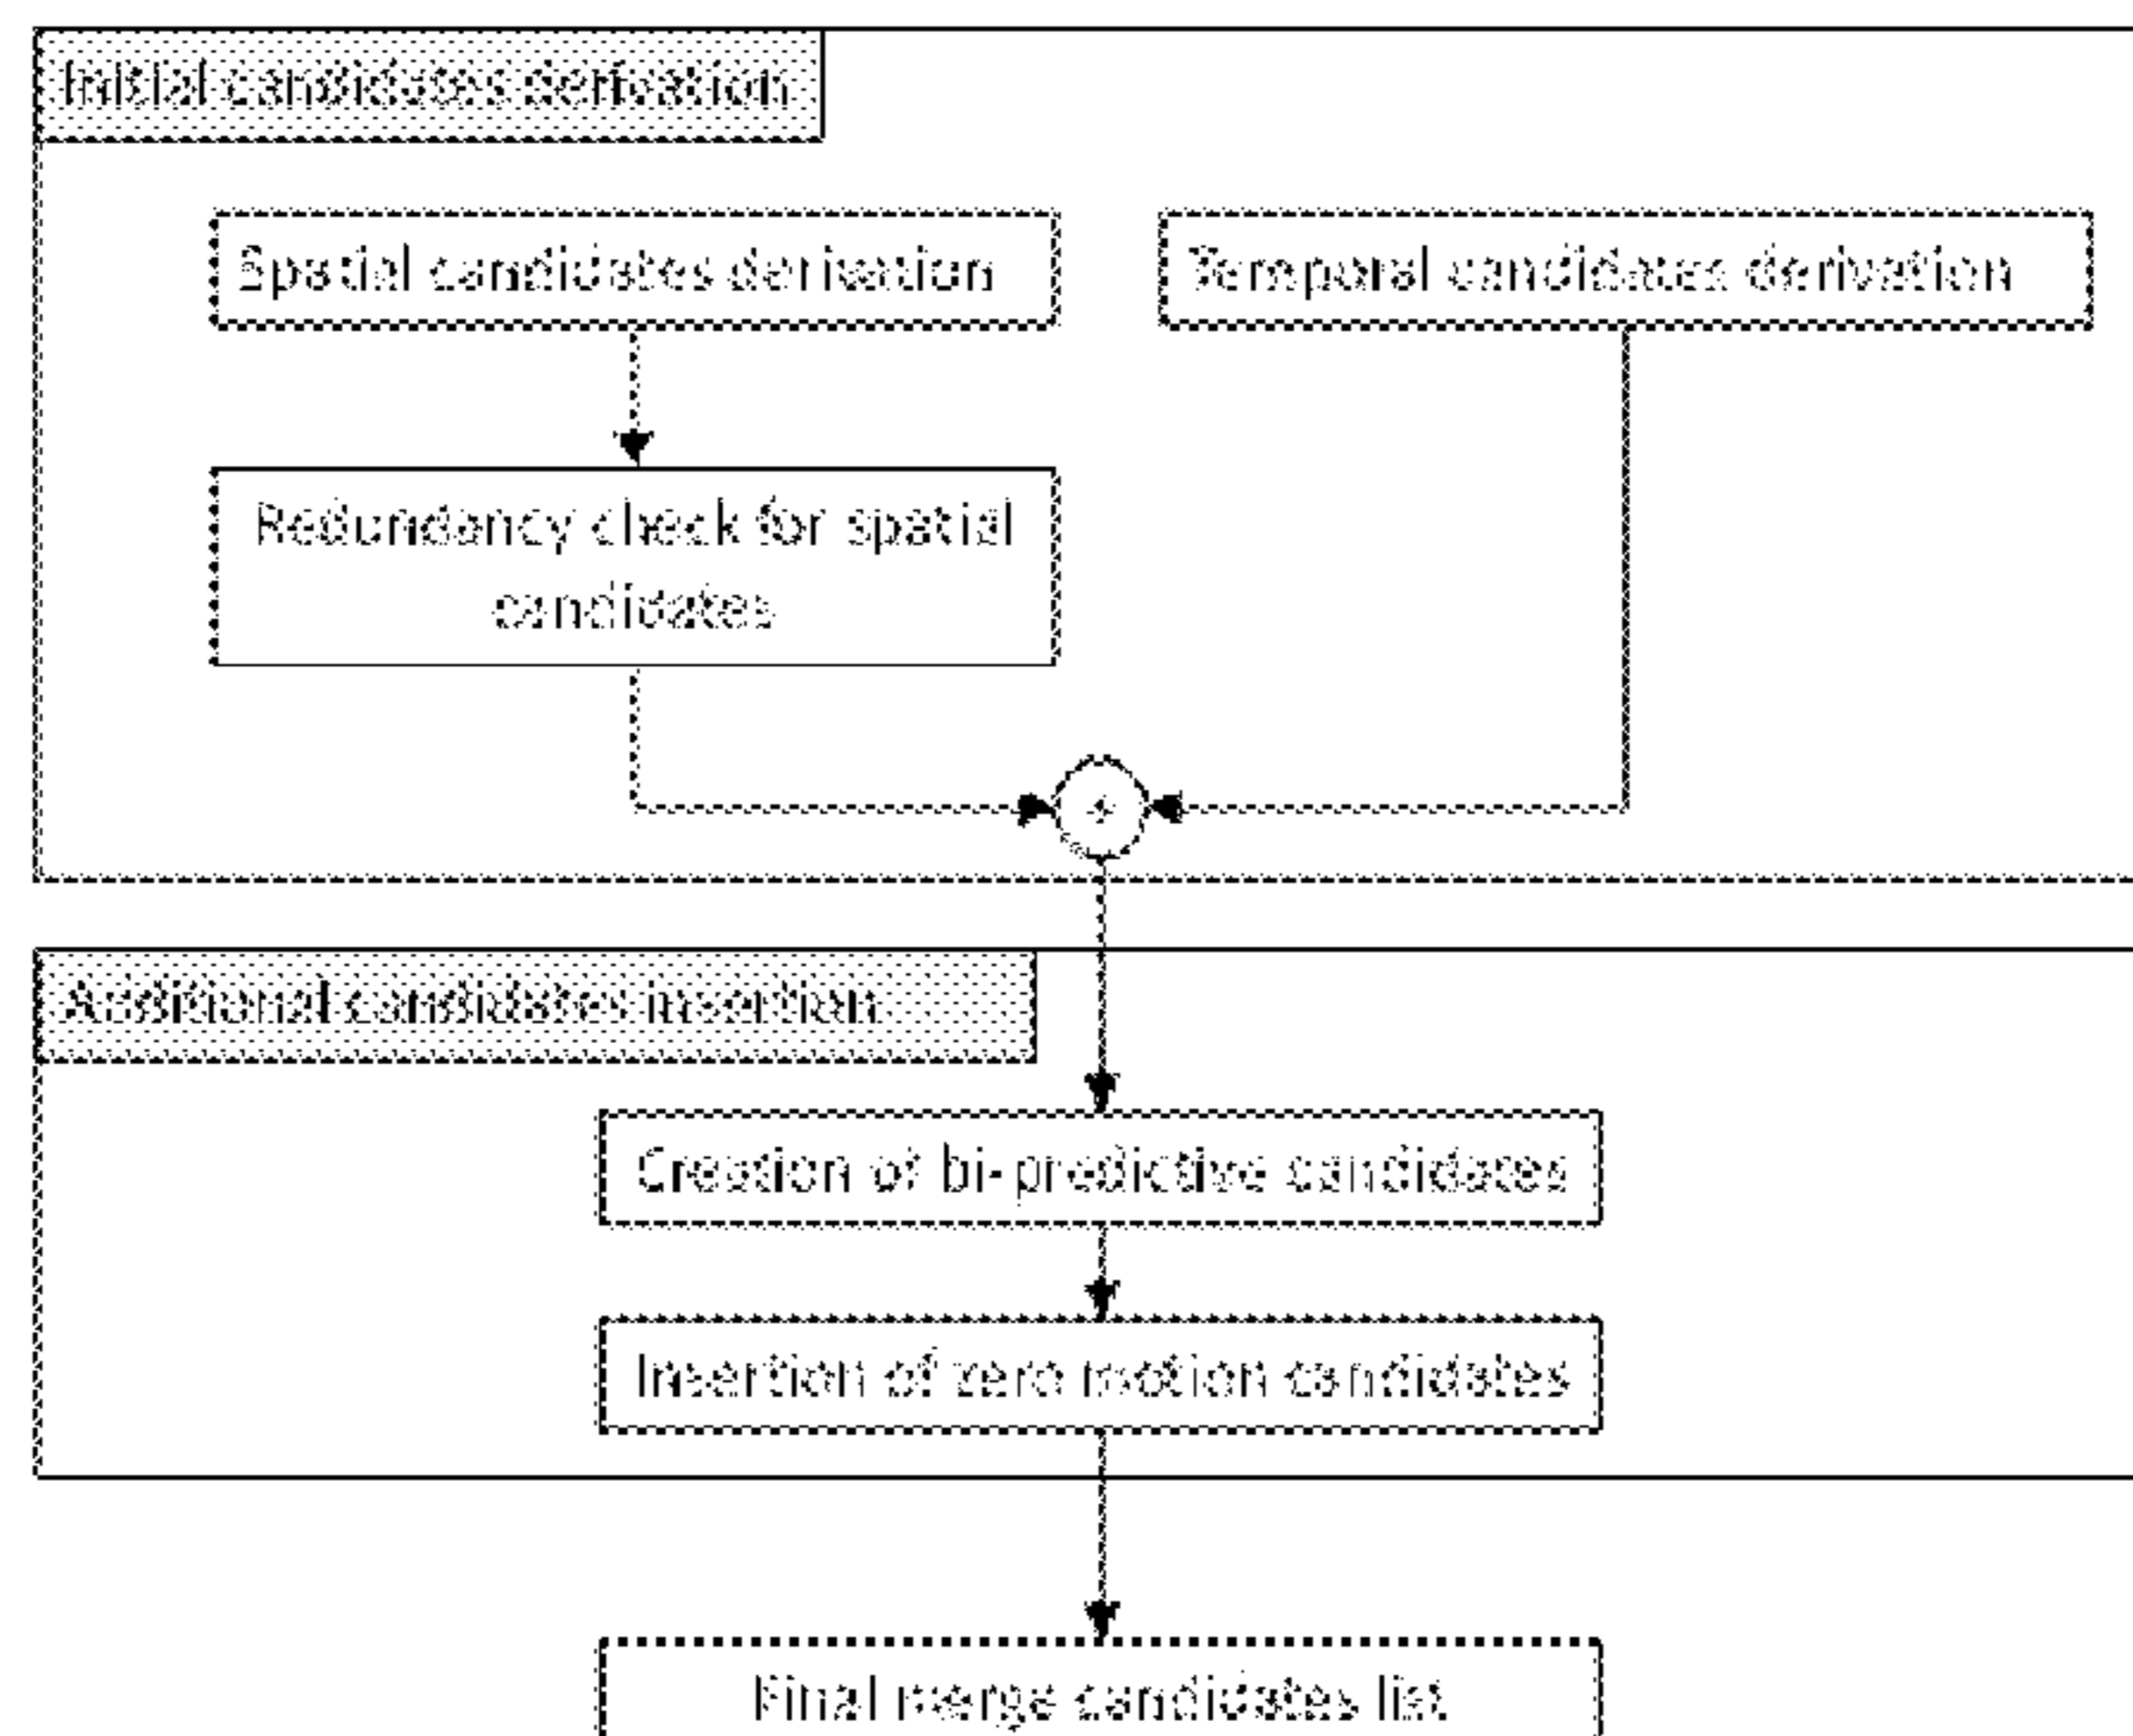 Initial candidates derivation
Spatial candidates derivation
Temporal candidates derivation
Redundancy check for spatial
candidates
+
Additional candidates insertion
Creation of bi-predictive candidates
Insertion of zero motion candidates
Final merge candidates list